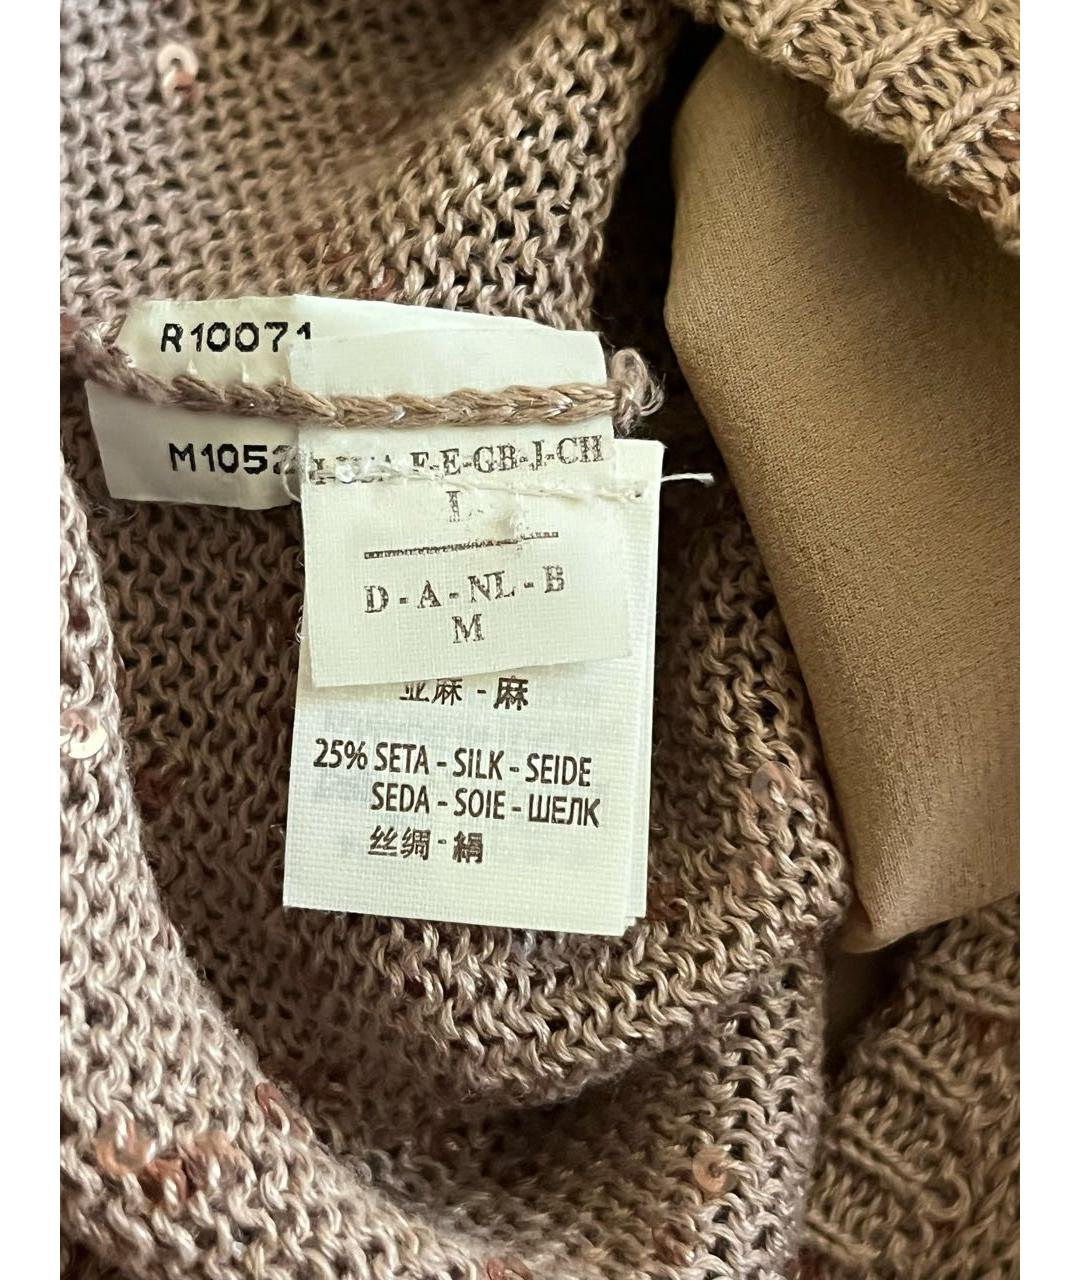 R10071
M1052
F-E-GB-J-CH
L
D - A - NL - B
M
亚麻 - 麻
25% SETA - SILK - SEIDE
SEDA - SOIE - ШЕЛК
丝绸 - 絹